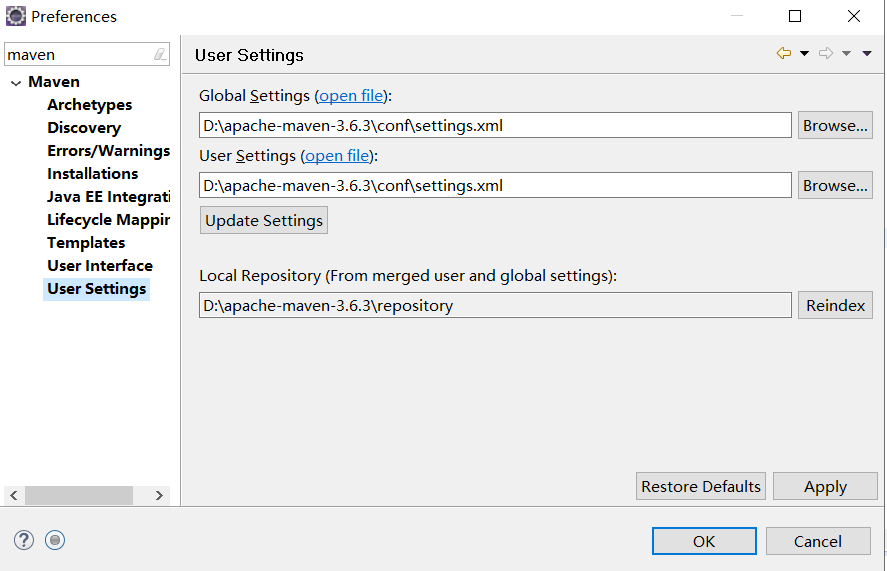 Preferences
maven
User Settings
Maven
Archetypes
Discovery
Errors/Warnings
Installations
Java EE Integrati
Lifecycle Mappin
Templates
User Interface
User Settings
Global Settings (open file):
D:\apache-maven-3.6.3\conf\settings.xml
Browse...
User Settings (open file):
D:\apache-maven-3.6.3\conf\settings.xml
Browse...
Update Settings
Local Repository (From merged user and global settings):
D:\apache-maven-3.6.3\repository
Reindex
Restore Defaults
Apply
?
OK
Cancel